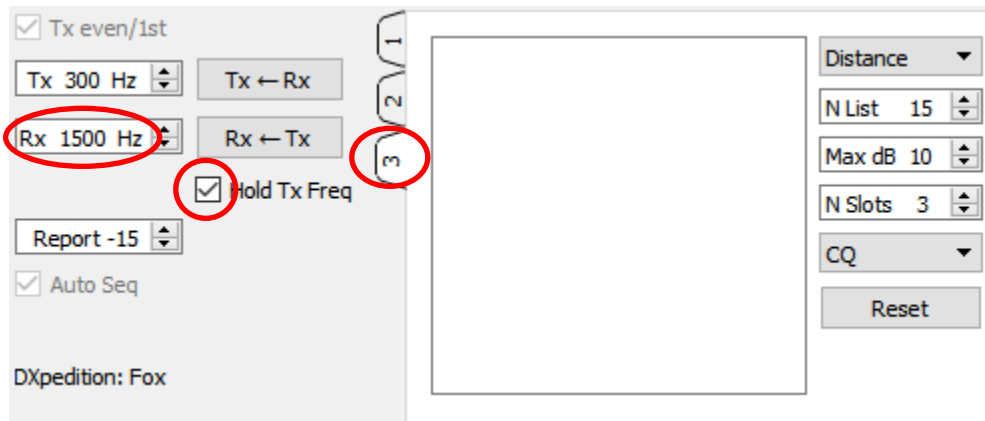 Tx even/1st
Tx 300 Hz
Tx ← Rx
Rx 1500 Hz
Rx ← Tx
Hold Tx Freq
Report -15
Auto Seq
DXpedition: Fox
1
2
3
Distance
N List 15
Max dB 10
N Slots 3
CQ
Reset